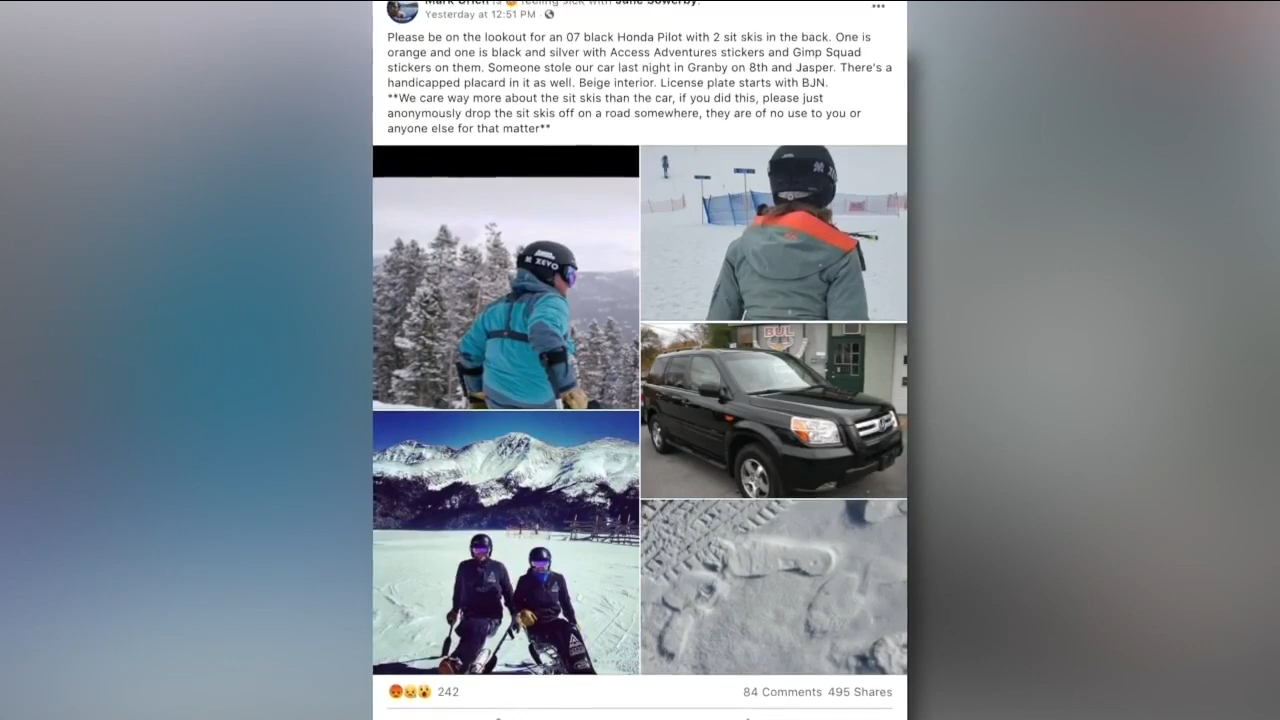 Yesterday at 12:51 PM ·
Please be on the lookout for an 07 black Honda Pilot with 2 sit skis in the back. One is
orange and one is black and silver with Access Adventures stickers and Gimp Squad
stickers on them. Someone stole our car last night in Granby on 8th and Jasper. There's a
handicapped placard in it as well. Beige interior. License plate starts with BJN.
**We care way more about the sit skis than the car, if you did this, please just
anonymously drop the sit skis off on a road somewhere, they are of no use to you or
anyone else for that matter**
XEVO
BUL
242
84 Comments 495 Shares